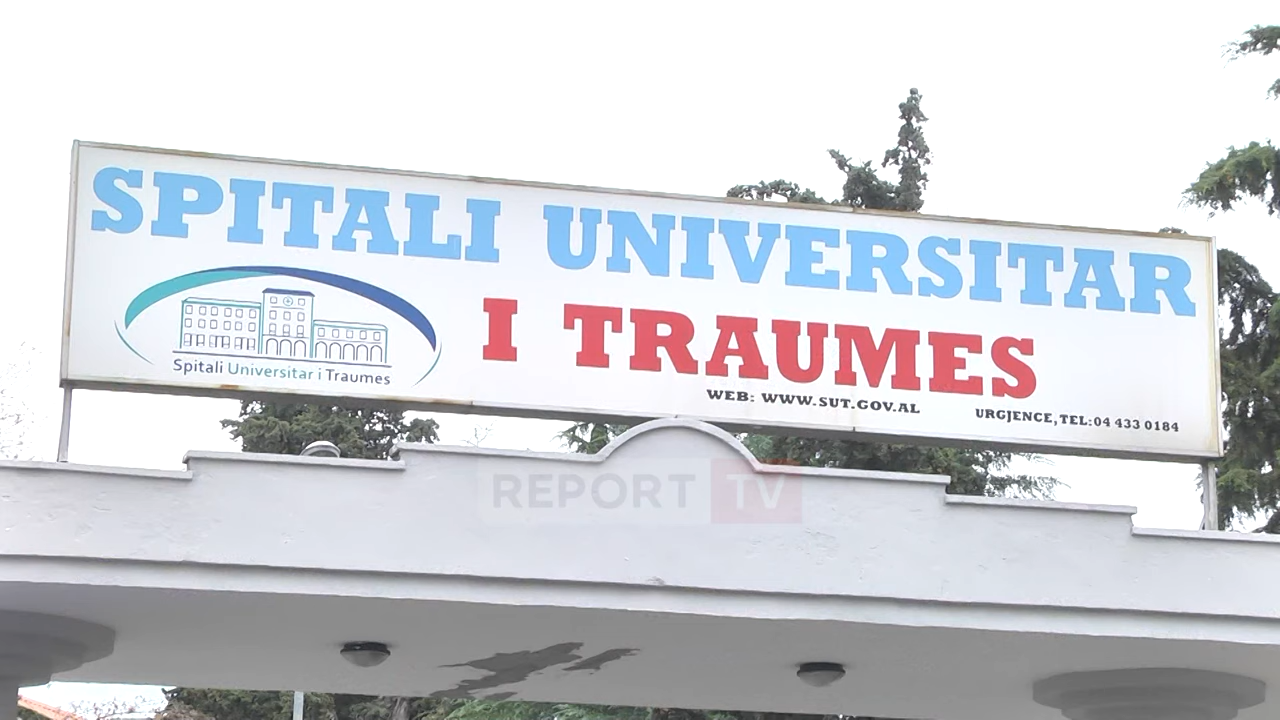 SPITALI UNIVERSITAR
I TRAUMES
Spitali Universitar i Traumes
WEB: WWW.SUT.GOV.AL
URGJENCE, TEL:04 433 0184
REPORT TV